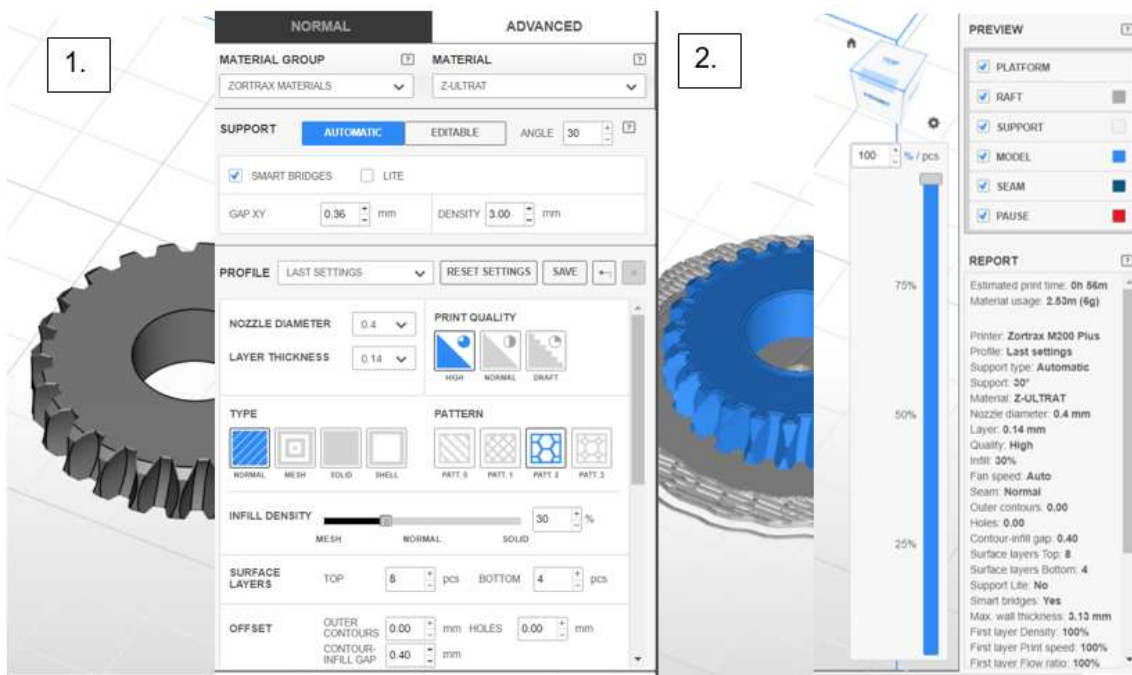 1.
NORMAL ADVANCED
MATERIAL GROUP ? MATERIAL ?
ZORTRAX MATERIALS Z-ULTRAT
SUPPORT AUTOMATIC EDITABLE ANGLE 30 ?
SMART BRIDGES LITE
GAP XY 0.36 mm DENSITY 3.00 mm
PROFILE LAST SETTINGS RESET SETTINGS SAVE
NOZZLE DIAMETER 0.4 PRINT QUALITY
LAYER THICKNESS 0.14
HIGH NORMAL DRAFT
TYPE PATTERN
NORMAL MESH SOLID SHELL PATT. 0 PATT. 1 PATT. 2 PATT. 3
INFILL DENSITY 30 %
MESH NORMAL SOLID
SURFACE LAYERS TOP 8 pcs BOTTOM 4 pcs
OFFSET OUTER CONTOURS 0.00 mm HOLES 0.00 mm
CONTOUR-INFILL GAP 0.40 mm
2.
TOP
100 % / pcs
75%
50%
25%
PREVIEW ?
PLATFORM
RAFT
SUPPORT
MODEL
SEAM
PAUSE
REPORT ?
Estimated print time: 0h 56m
Material usage: 2.53m (6g)
Printer: Zortrax M200 Plus
Profile: Last settings
Support type: Automatic
Support: 30°
Material: Z-ULTRAT
Nozzle diameter: 0.4 mm
Layer: 0.14 mm
Quality: High
Infill: 30%
Fan speed: Auto
Seam: Normal
Outer contours: 0.00
Holes: 0.00
Contour-infill gap: 0.40
Surface layers Top: 8
Surface layers Bottom: 4
Support Lite: No
Smart bridges: Yes
Max. wall thickness: 3.13 mm
First layer Density: 100%
First layer Print speed: 100%
First layer Flow ratio: 100%